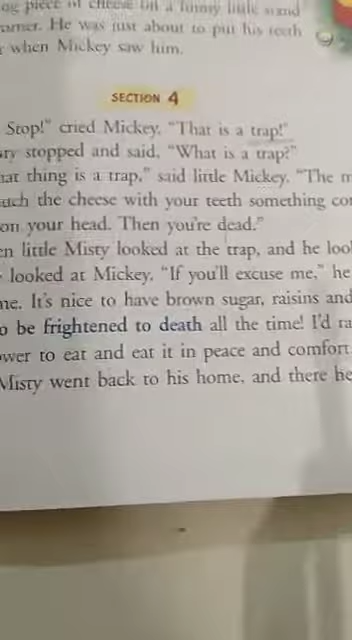 og piece of cheese on a funny little stand
orner. He was just about to put his teeth
when Mickey saw him.
SECTION 4
Stop!" cried Mickey. "That is a trap!"
ry stopped and said, "What is a trap?"
hat thing is a trap," said little Mickey. "The m
uch the cheese with your teeth something co
on your head. Then you're dead."
en little Misty looked at the trap, and he loo
looked at Mickey. "If you'll excuse me," he
me. It's nice to have brown sugar, raisins and
o be frightened to death all the time! I'd ra
ower to eat and eat it in peace and comfort
Misty went back to his home, and there he